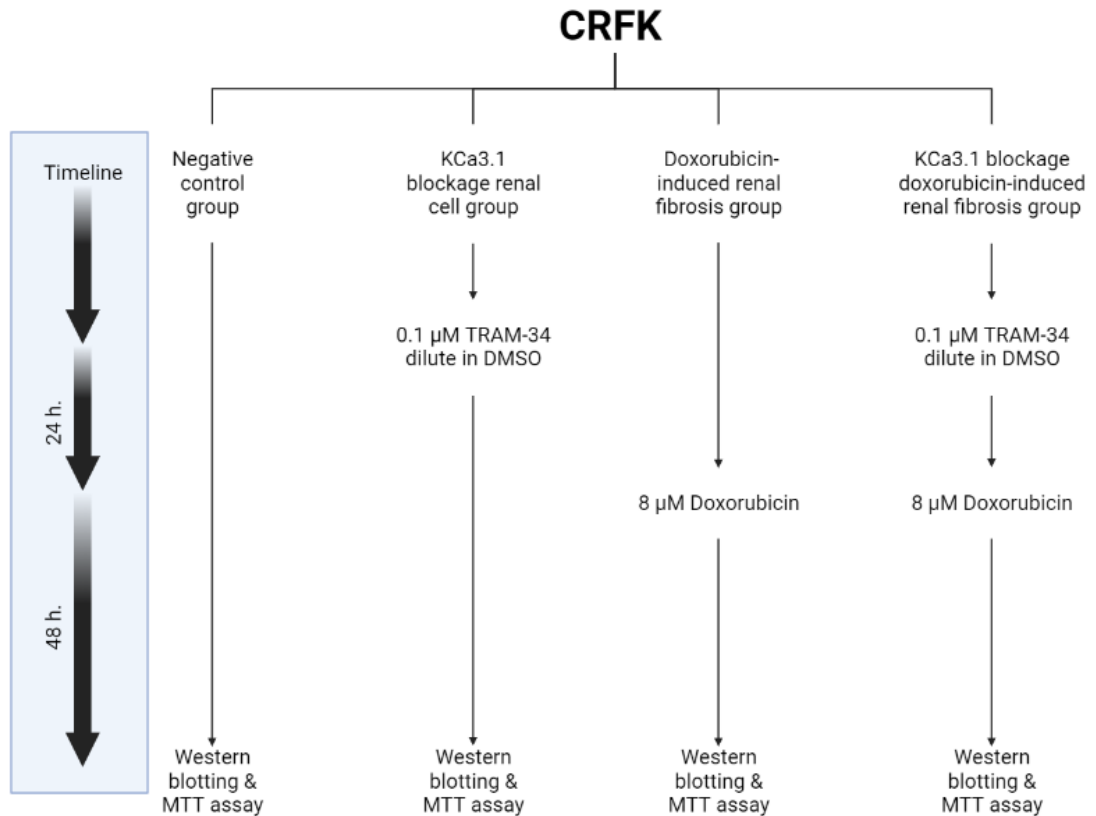 CRFK
Timeline
24 h.
48 h.
Negative
control
group
KCa3.1
blockage renal
cell group
Doxorubicin-
induced renal
fibrosis group
KCa3.1 blockage
doxorubicin-induced
renal fibrosis group
0.1 µM TRAM-34
dilute in DMSO
0.1 µM TRAM-34
dilute in DMSO
8 µM Doxorubicin
8 µM Doxorubicin
Western
blotting &
MTT assay
Western
blotting &
MTT assay
Western
blotting &
MTT assay
Western
blotting &
MTT assay